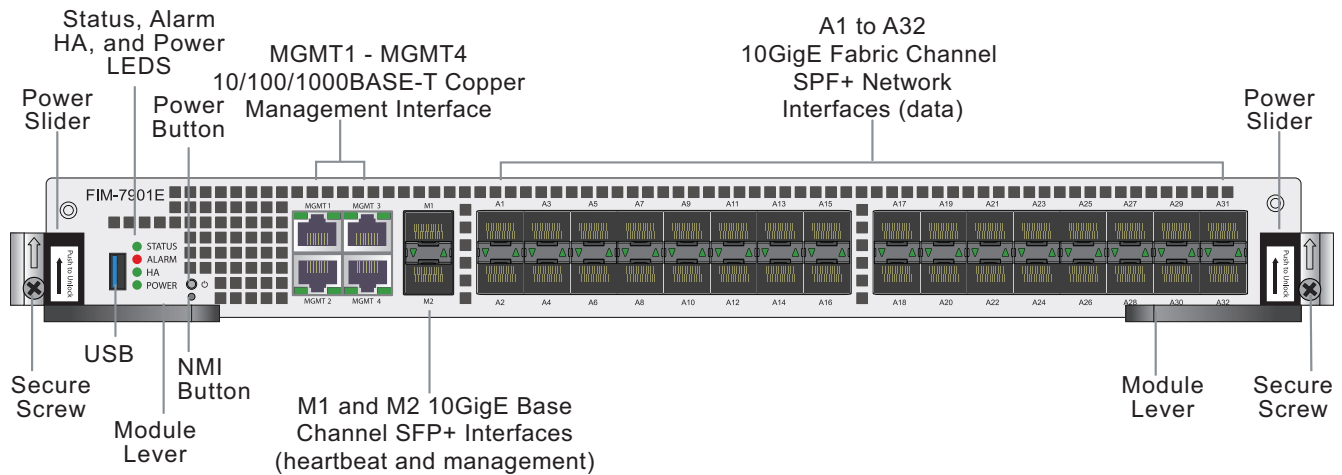 Status, Alarm
HA, and Power
LEDS
MGMT1 - MGMT4
10/100/1000BASE-T Copper
Management Interface
A1 to A32
10GigE Fabric Channel
SPF+ Network
Interfaces (data)
Power
Slider
Power
Button
Power
Slider
FIM-7901E
MGMT 1
MGMT 3
M1
A1
A3
A5
A7
A9
A11
A13
A15
A17
A19
A21
A23
A25
A27
A29
A31
STATUS
ALARM
HA
POWER
Push to Unlock
Push to Unlock
MGMT 2
MGMT 4
M2
A2
A4
A6
A8
A10
A12
A14
A16
A18
A20
A22
A24
A26
A28
A30
A32
USB
NMI
Button
Secure
Screw
Module
Lever
M1 and M2 10GigE Base
Channel SFP+ Interfaces
(heartbeat and management)
Module
Lever
Secure
Screw